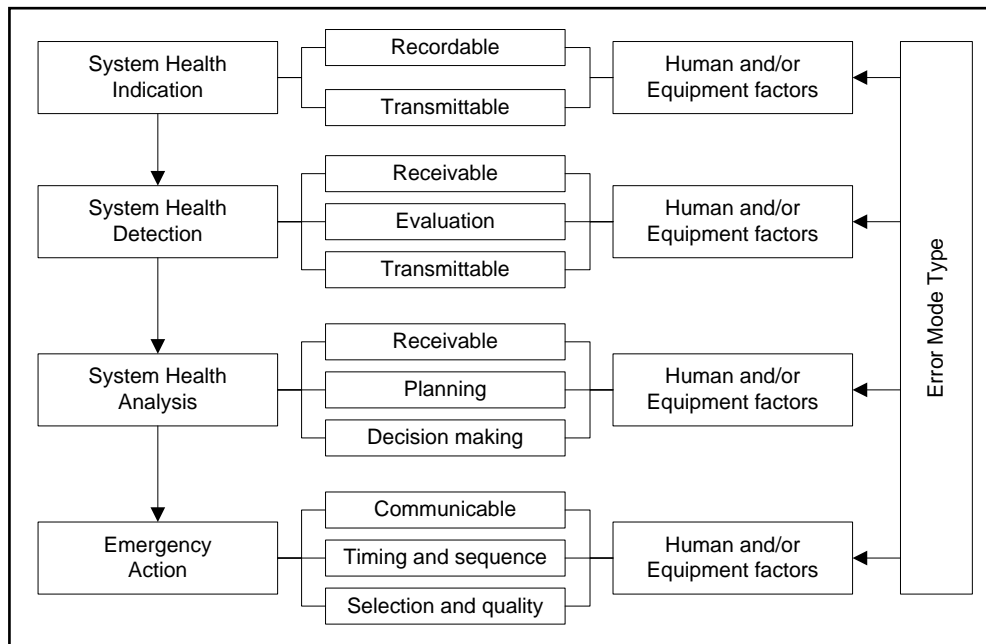 System Health
Indication
Recordable
Transmittable
Human and/or
Equipment factors
System Health
Detection
Receivable
Evaluation
Transmittable
Human and/or
Equipment factors
System Health
Analysis
Receivable
Planning
Decision making
Human and/or
Equipment factors
Emergency
Action
Communicable
Timing and sequence
Selection and quality
Human and/or
Equipment factors
Error Mode Type